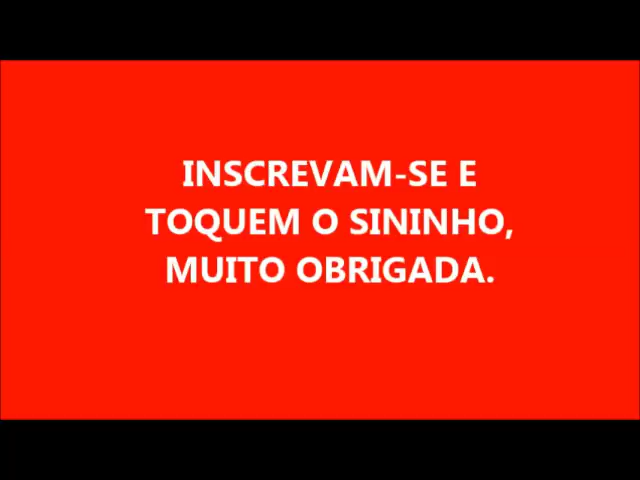 INSCREVAM-SE E
TOQUEM O SININHO,
MUITO OBRIGADA.